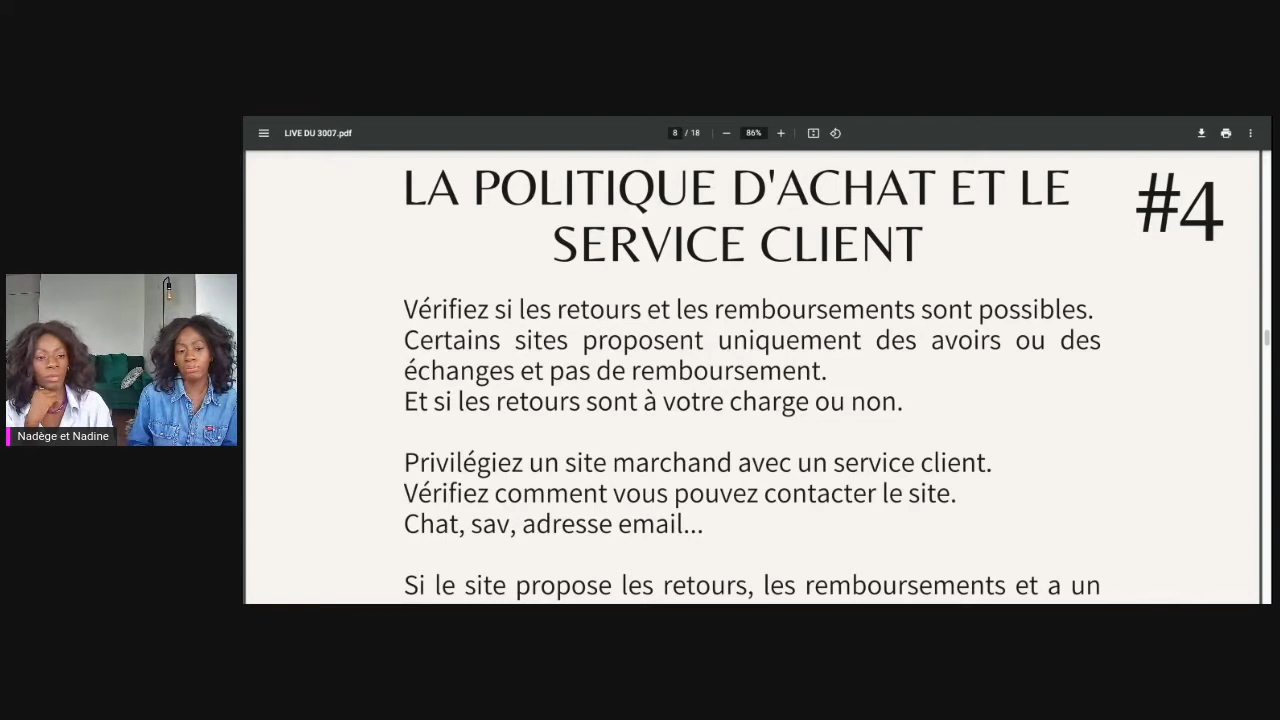 LIVE DU 3007.pdf
8 / 18
86%
LA POLITIQUE D'ACHAT ET LE
SERVICE CLIENT
#4
Vérifiez si les retours et les remboursements sont possibles.
Certains sites proposent uniquement des avoirs ou des
échanges et pas de remboursement.
Et si les retours sont à votre charge ou non.
Privilégiez un site marchand avec un service client.
Vérifiez comment vous pouvez contacter le site.
Chat, sav, adresse email...
Si le site propose les retours, les remboursements et a un
Nadège et Nadine